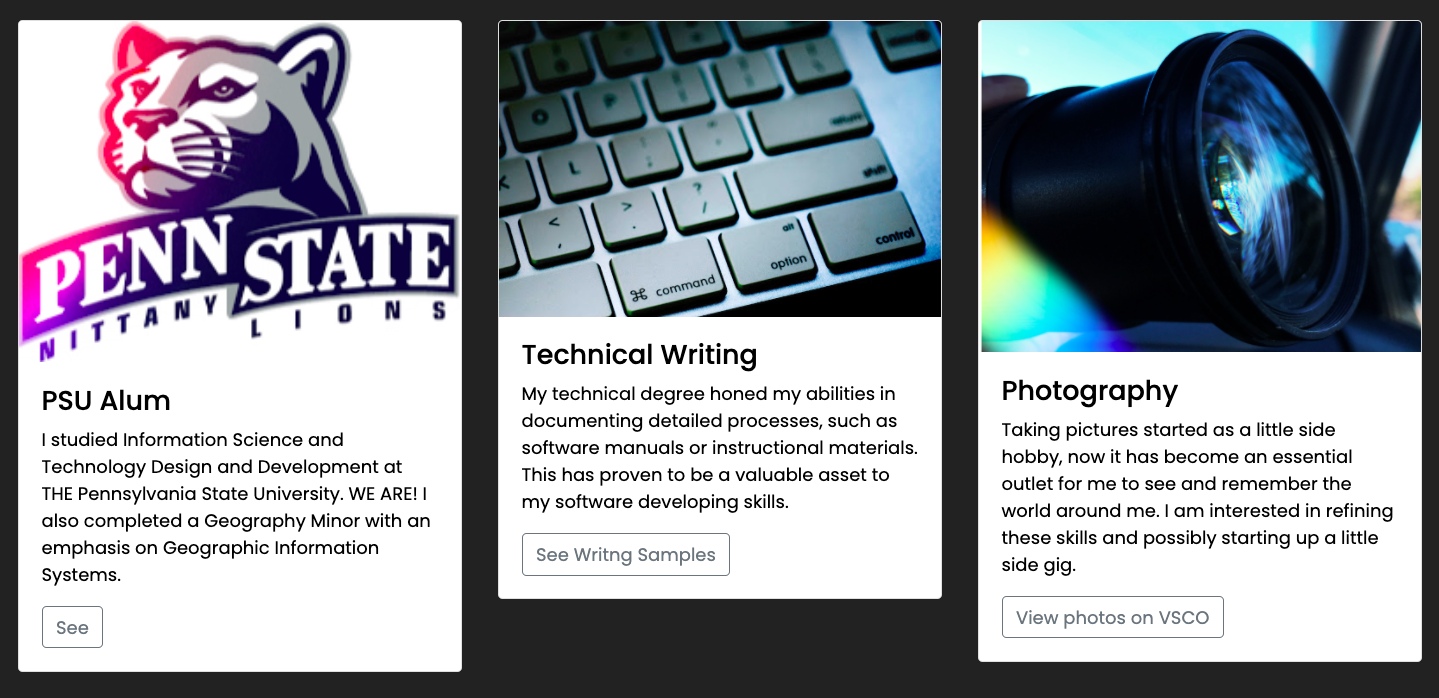 PENN STATE
NITTANY LIONS
PSU Alum
I studied Information Science and
Technology Design and Development at
THE Pennsylvania State University. WE ARE! I
also completed a Geography Minor with an
emphasis on Geographic Information
Systems.
See
P
L
return
shift
<
,
>
.
?
/
alt
option
control
⌘ command
Technical Writing
My technical degree honed my abilities in
documenting detailed processes, such as
software manuals or instructional materials.
This has proven to be a valuable asset to
my software developing skills.
See Writng Samples
Photography
Taking pictures started as a little side
hobby, now it has become an essential
outlet for me to see and remember the
world around me. I am interested in refining
these skills and possibly starting up a little
side gig.
View photos on VSCO